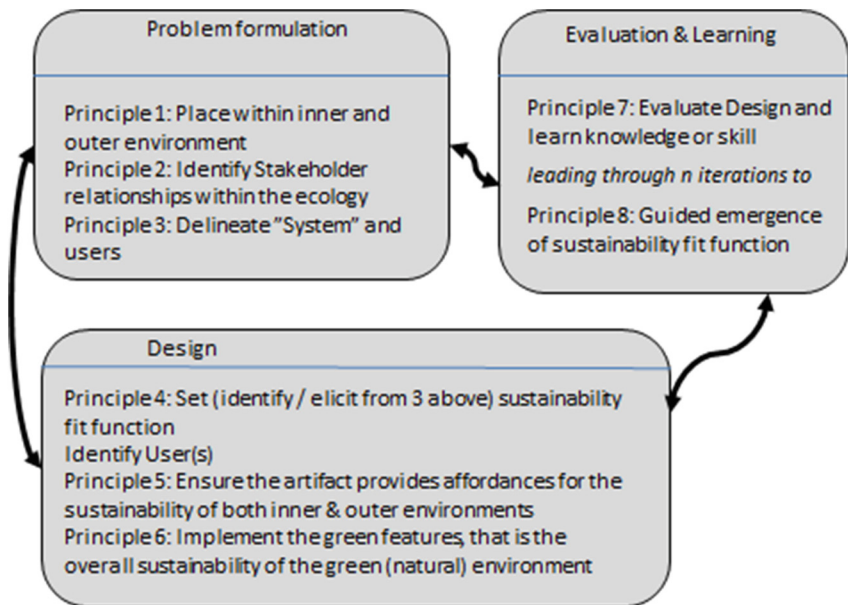 Problem formulation
Principle 1: Place within inner and
outer environment
Principle 2: Identify Stakeholder
relationships within the ecology
Principle 3: Delineate ”System” and
users
Evaluation & Learning
Principle 7: Evaluate Design and
learn knowledge or skill
leading through n iterations to
Principle 8: Guided emergence
of sustainability fit function
Design
Principle 4: Set (identify / elicit from 3 above) sustainability
fit function
Identify User(s)
Principle 5: Ensure the artifact provides affordances for the
sustainability of both inner & outer environments
Principle 6: Implement the green features, that is the
overall sustainability of the green (natural) environment